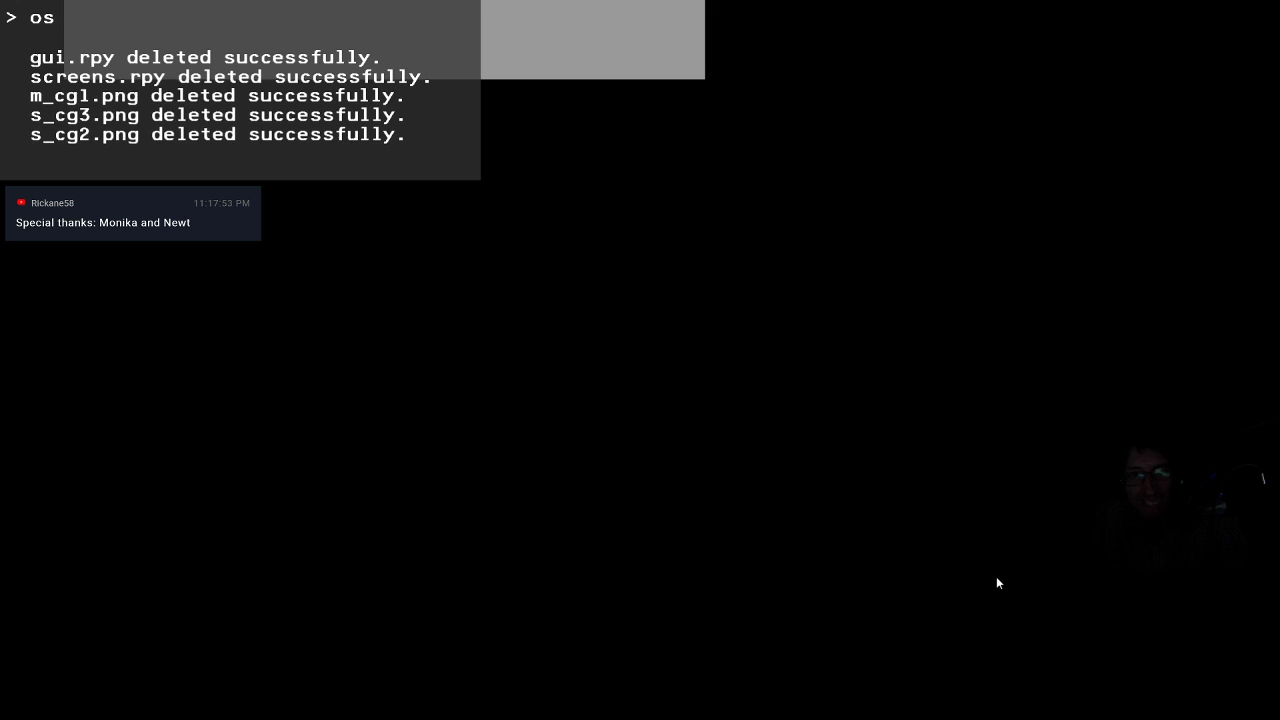 > os
gui.rpy deleted successfully.
screens.rpy deleted successfully.
m_cg1.png deleted successfully.
s_cg3.png deleted successfully.
s_cg2.png deleted successfully.
Rickane58 11:17:53 PM
Special thanks: Monika and Newt